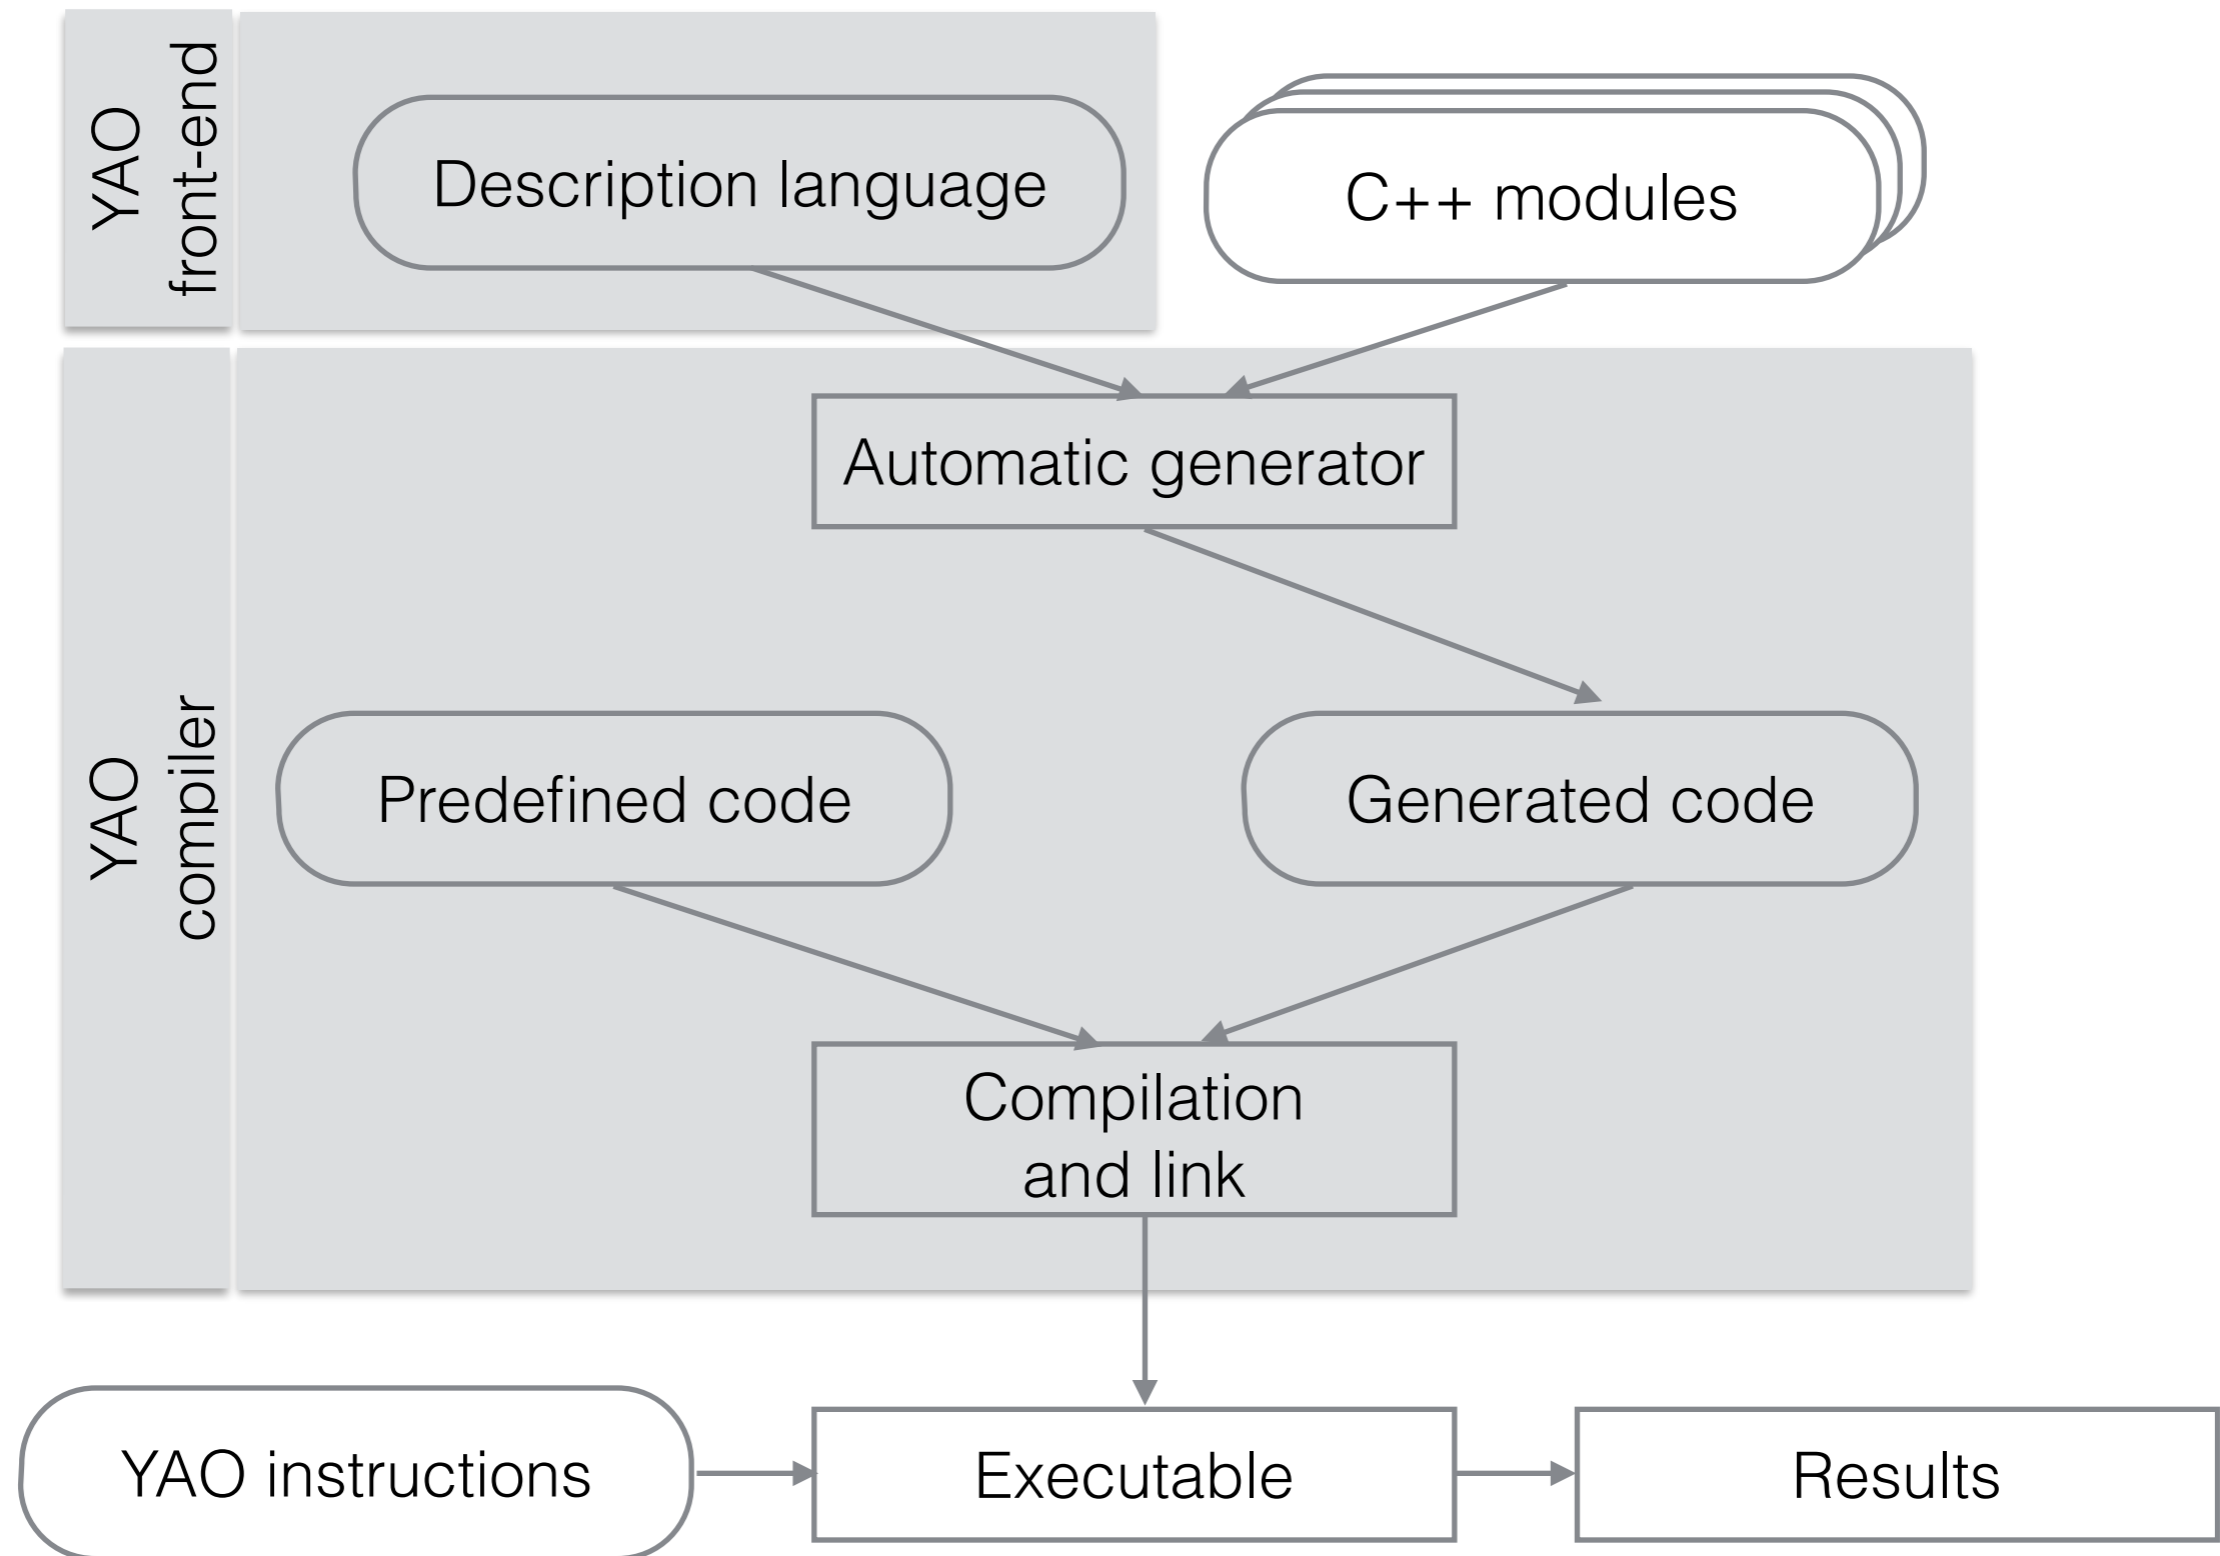 YAO
front-end
Description language
C++ modules
Automatic generator
YAO
compiler
Predefined code
Generated code
Compilation
and link
YAO instructions
Executable
Results